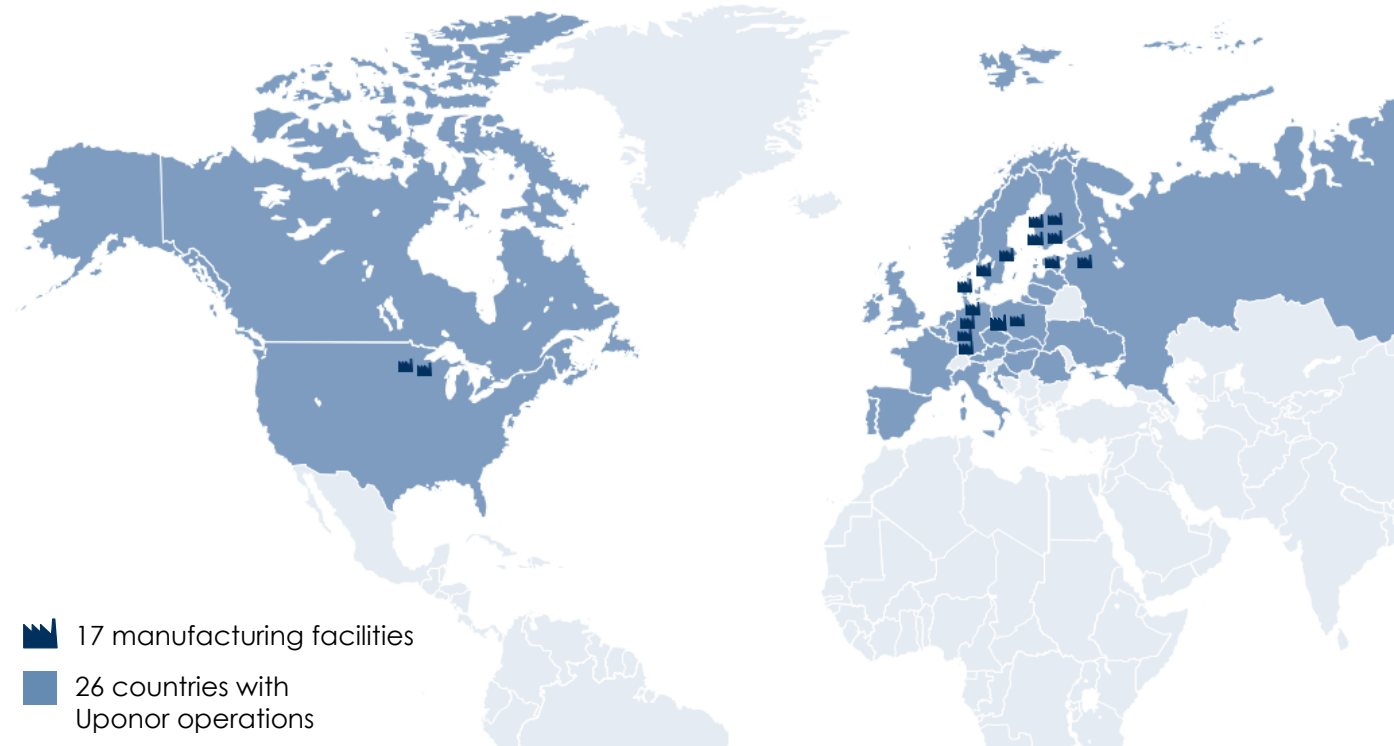 17 manufacturing facilities
26 countries with
Uponor operations